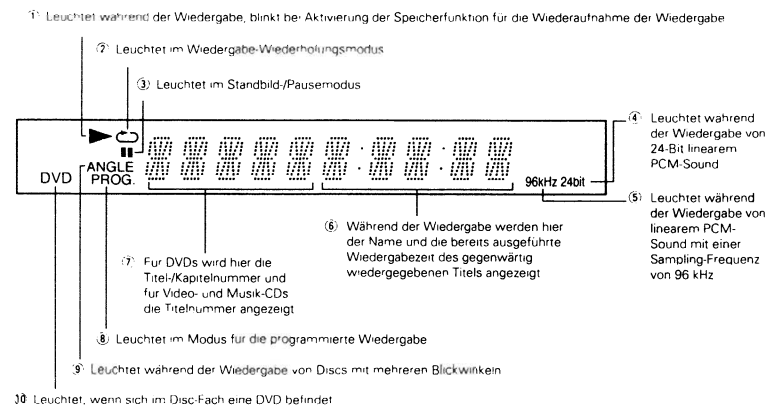 ① Leuchtet während der Wiedergabe, blinkt bei Aktivierung der Speicherfunktion für die Wiederaufnahme der Wiedergabe
② Leuchtet im Wiedergabe-Wiederholungsmodus
③ Leuchtet im Standbild-/Pausemodus
④ Leuchtet während
der Wiedergabe von
24-Bit linearem
PCM-Sound
DVD
ANGLE
PROG.
96kHz 24bit
⑤ Leuchtet während
der Wiedergabe von
linearem PCM-
Sound mit einer
Sampling-Frequenz
von 96 kHz
⑥ Während der Wiedergabe werden hier
der Name und die bereits ausgeführte
Wiedergabezeit des gegenwärtig
wiedergegebenen Titels angezeigt
⑦ Für DVDs wird hier die
Titel-/Kapitelnummer und
für Video- und Musik-CDs
die Titelnummer angezeigt
⑧ Leuchtet im Modus für die programmierte Wiedergabe
⑨ Leuchtet während der Wiedergabe von Discs mit mehreren Blickwinkeln
⑩ Leuchtet, wenn sich im Disc-Fach eine DVD befindet